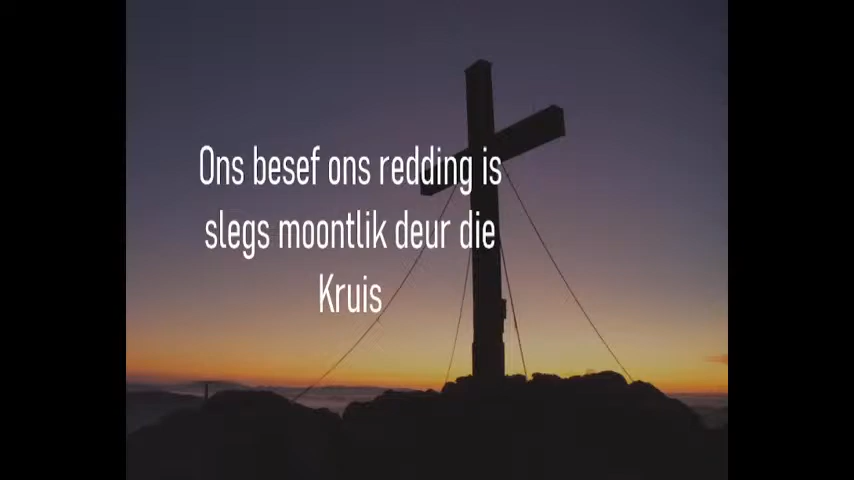 Ons besef ons redding is
slegs moontlik deur die
Kruis